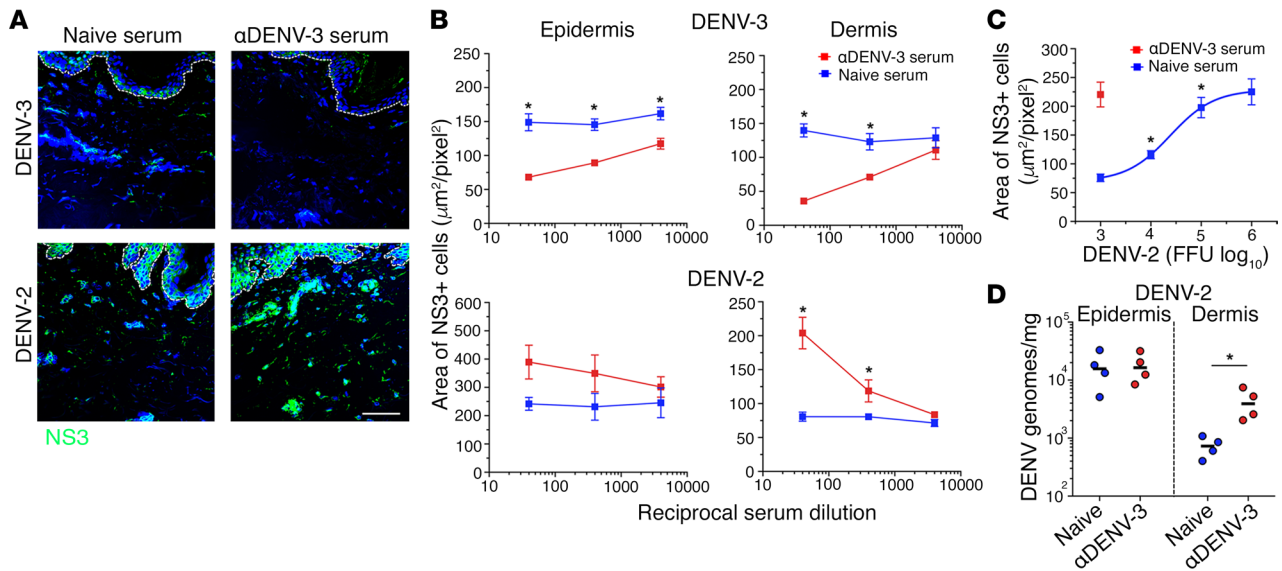 A
Naive serum
αDENV-3 serum
DENV-3
DENV-2
NS3
B
Epidermis
DENV-3
Dermis
αDENV-3 serum
Naive serum
Area of NS3+ cells (μm²/pixel²)
250
200
150
100
50
0
10 100 1000 10000
* * *
250
200
150
100
50
0
10 100 1000 10000
* *
DENV-2
600
500
400
300
200
100
0
10 100 1000 10000
250
200
150
100
50
0
10 100 1000 10000
* *
Reciprocal serum dilution
C
αDENV-3 serum
Naive serum
Area of NS3+ cells
(μm²/pixel²)
300
250
200
150
100
50
0
* *
3 4 5 6
DENV-2 (FFU log₁₀)
D
DENV-2
Epidermis Dermis
DENV genomes/mg
10⁵
10⁴
10³
10²
*
Naive
αDENV-3
Naive
αDENV-3